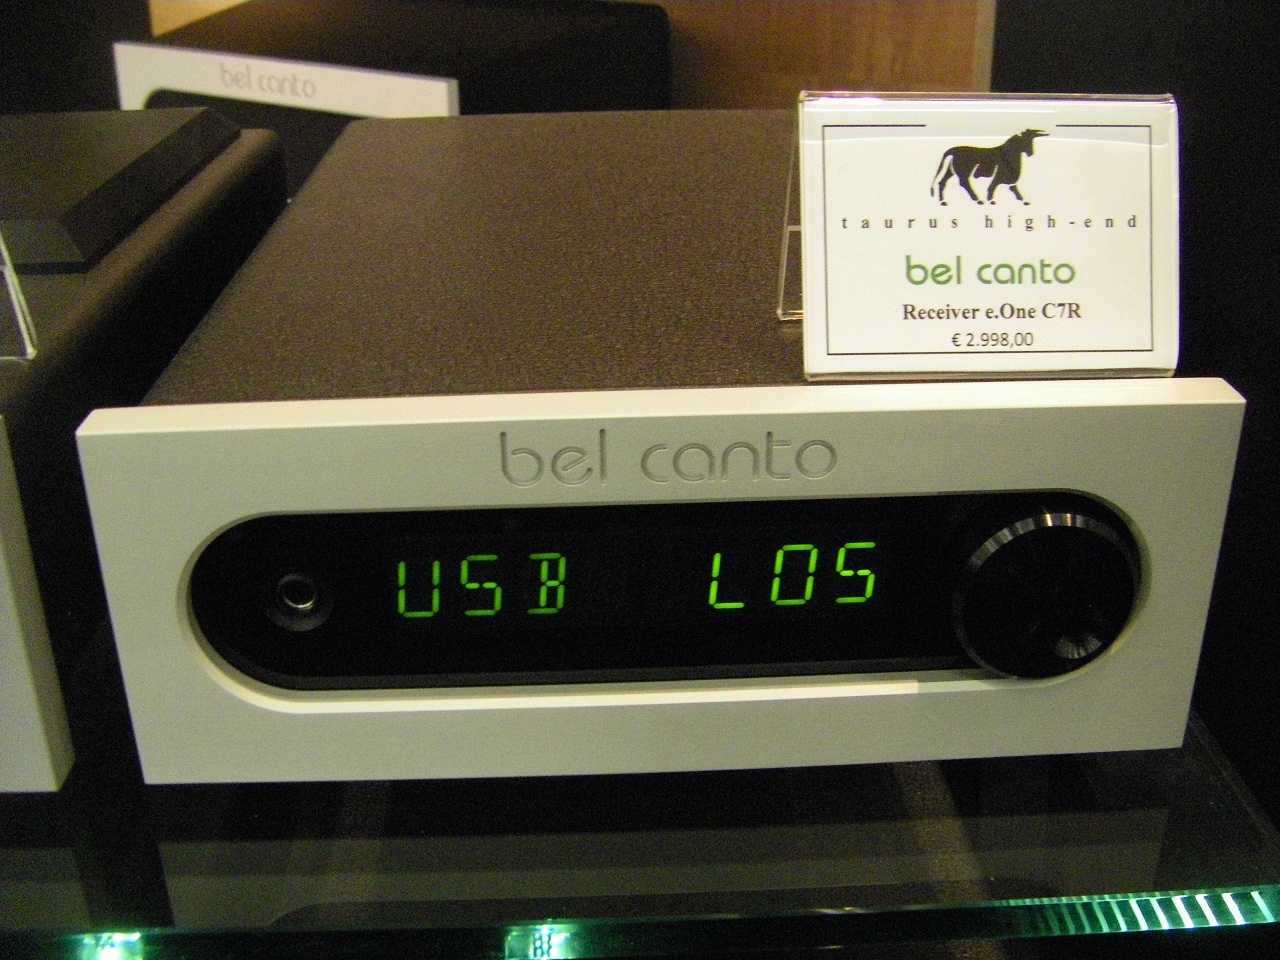 bel canto
taurus high-end
bel canto
Receiver e.One C7R
€ 2.998,00
bel canto
USB LOS